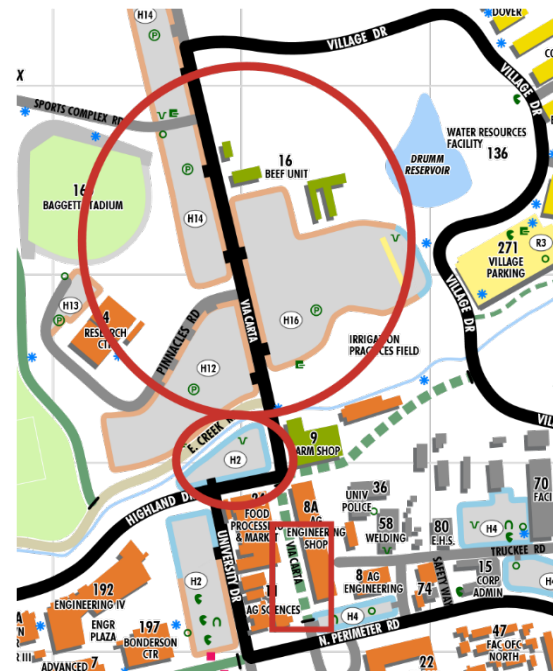 DOVER
H14
VILLAGE DR
VILLAGE DR
SPORTS COMPLEX RD
WATER RESOURCES
FACILITY 136
DRUMM
RESERVOIR
16
BEEF UNIT
16
BAGGETT STADIUM
H14
271
VILLAGE
PARKING
R3
H13
4
RESEARCH
CTR
PINNACLES RD
VIA CARTA
H16
VILLAGE DR
IRRIGATION
PRACTICES FIELD
H12
E. CREEK
9
ARM SHOP
H2
HIGHLAND
24
FOOD
PROCESS
& MARKET
8A
AG
ENGINEERING
SHOP
36
UNIV
POLICE
58
WELDING
80
E.H.S.
70
FACI
H4
TRUCKEE RD
UNIVERSITY DR
VIA CARTA
H2
192
ENGINEERING IV
ENGR
PLAZA
11
AG SCIENCES
8 AG
ENGINEERING
74
SAFETY WAY
15
CORP
ADMIN
H4
197
BONDERSON
CTR
N. PERIMETER RD
47
FAC OFC
NORTH
ADVANCED 7
22